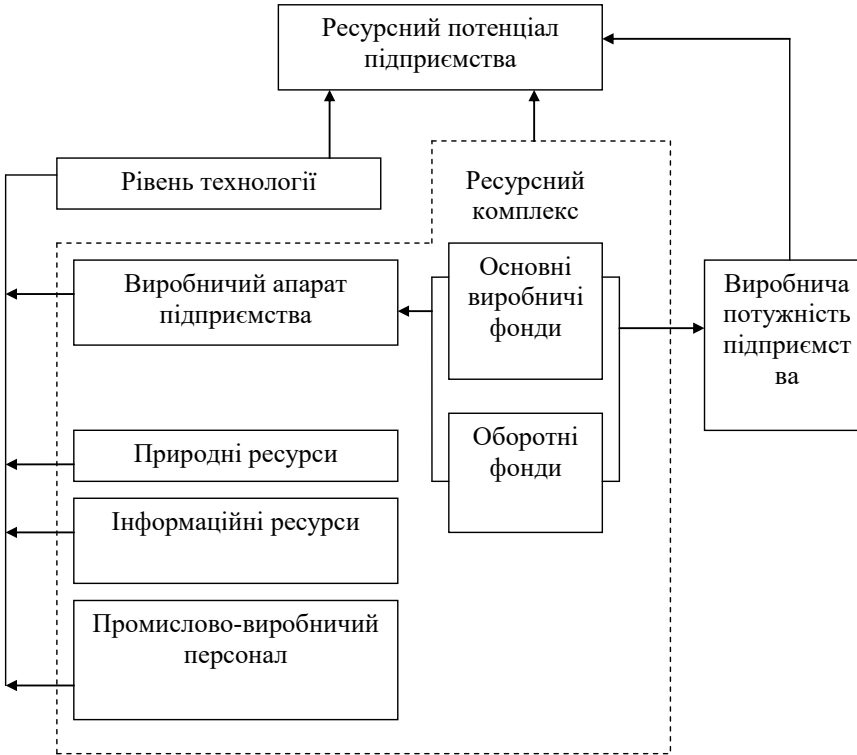 Ресурсний потенціал
підприємства
Рівень технології
Ресурсний
комплекс
Виробничий апарат
підприємства
Основні
виробничі
фонди
Виробнича
потужність
підприємст
ва
Природні ресурси
Оборотні
фонди
Інформаційні ресурси
Промислово-виробничий
персонал